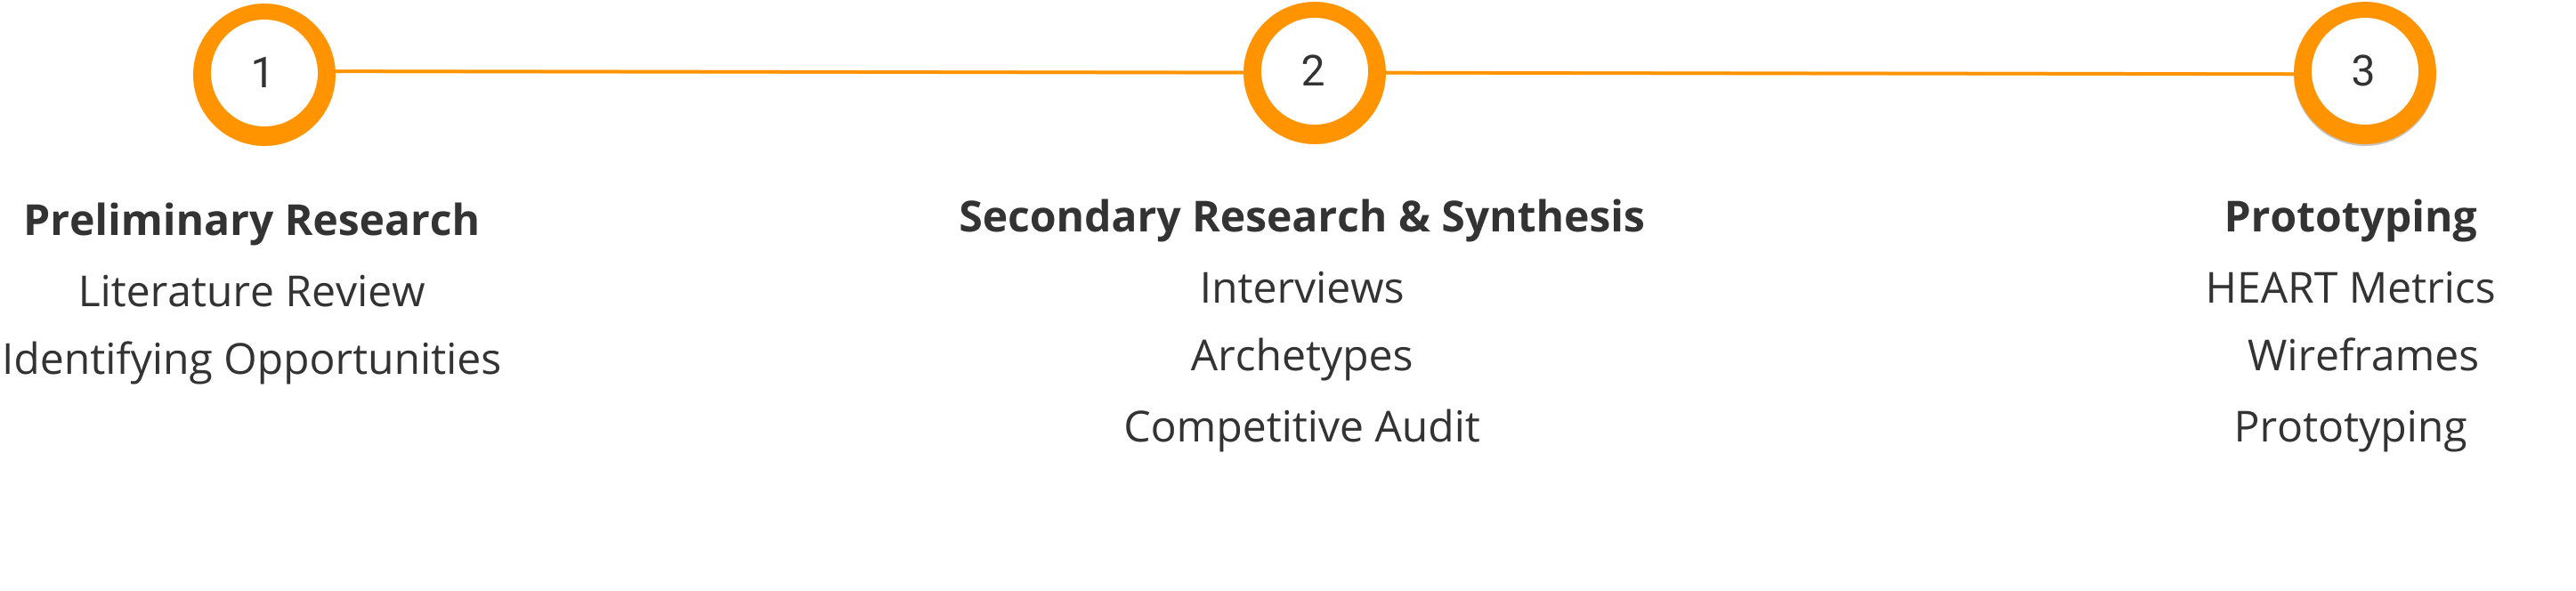 1
2
3
Preliminary Research
Literature Review
Identifying Opportunities
Secondary Research & Synthesis
Interviews
Archetypes
Competitive Audit
Prototyping
HEART Metrics
Wireframes
Prototyping